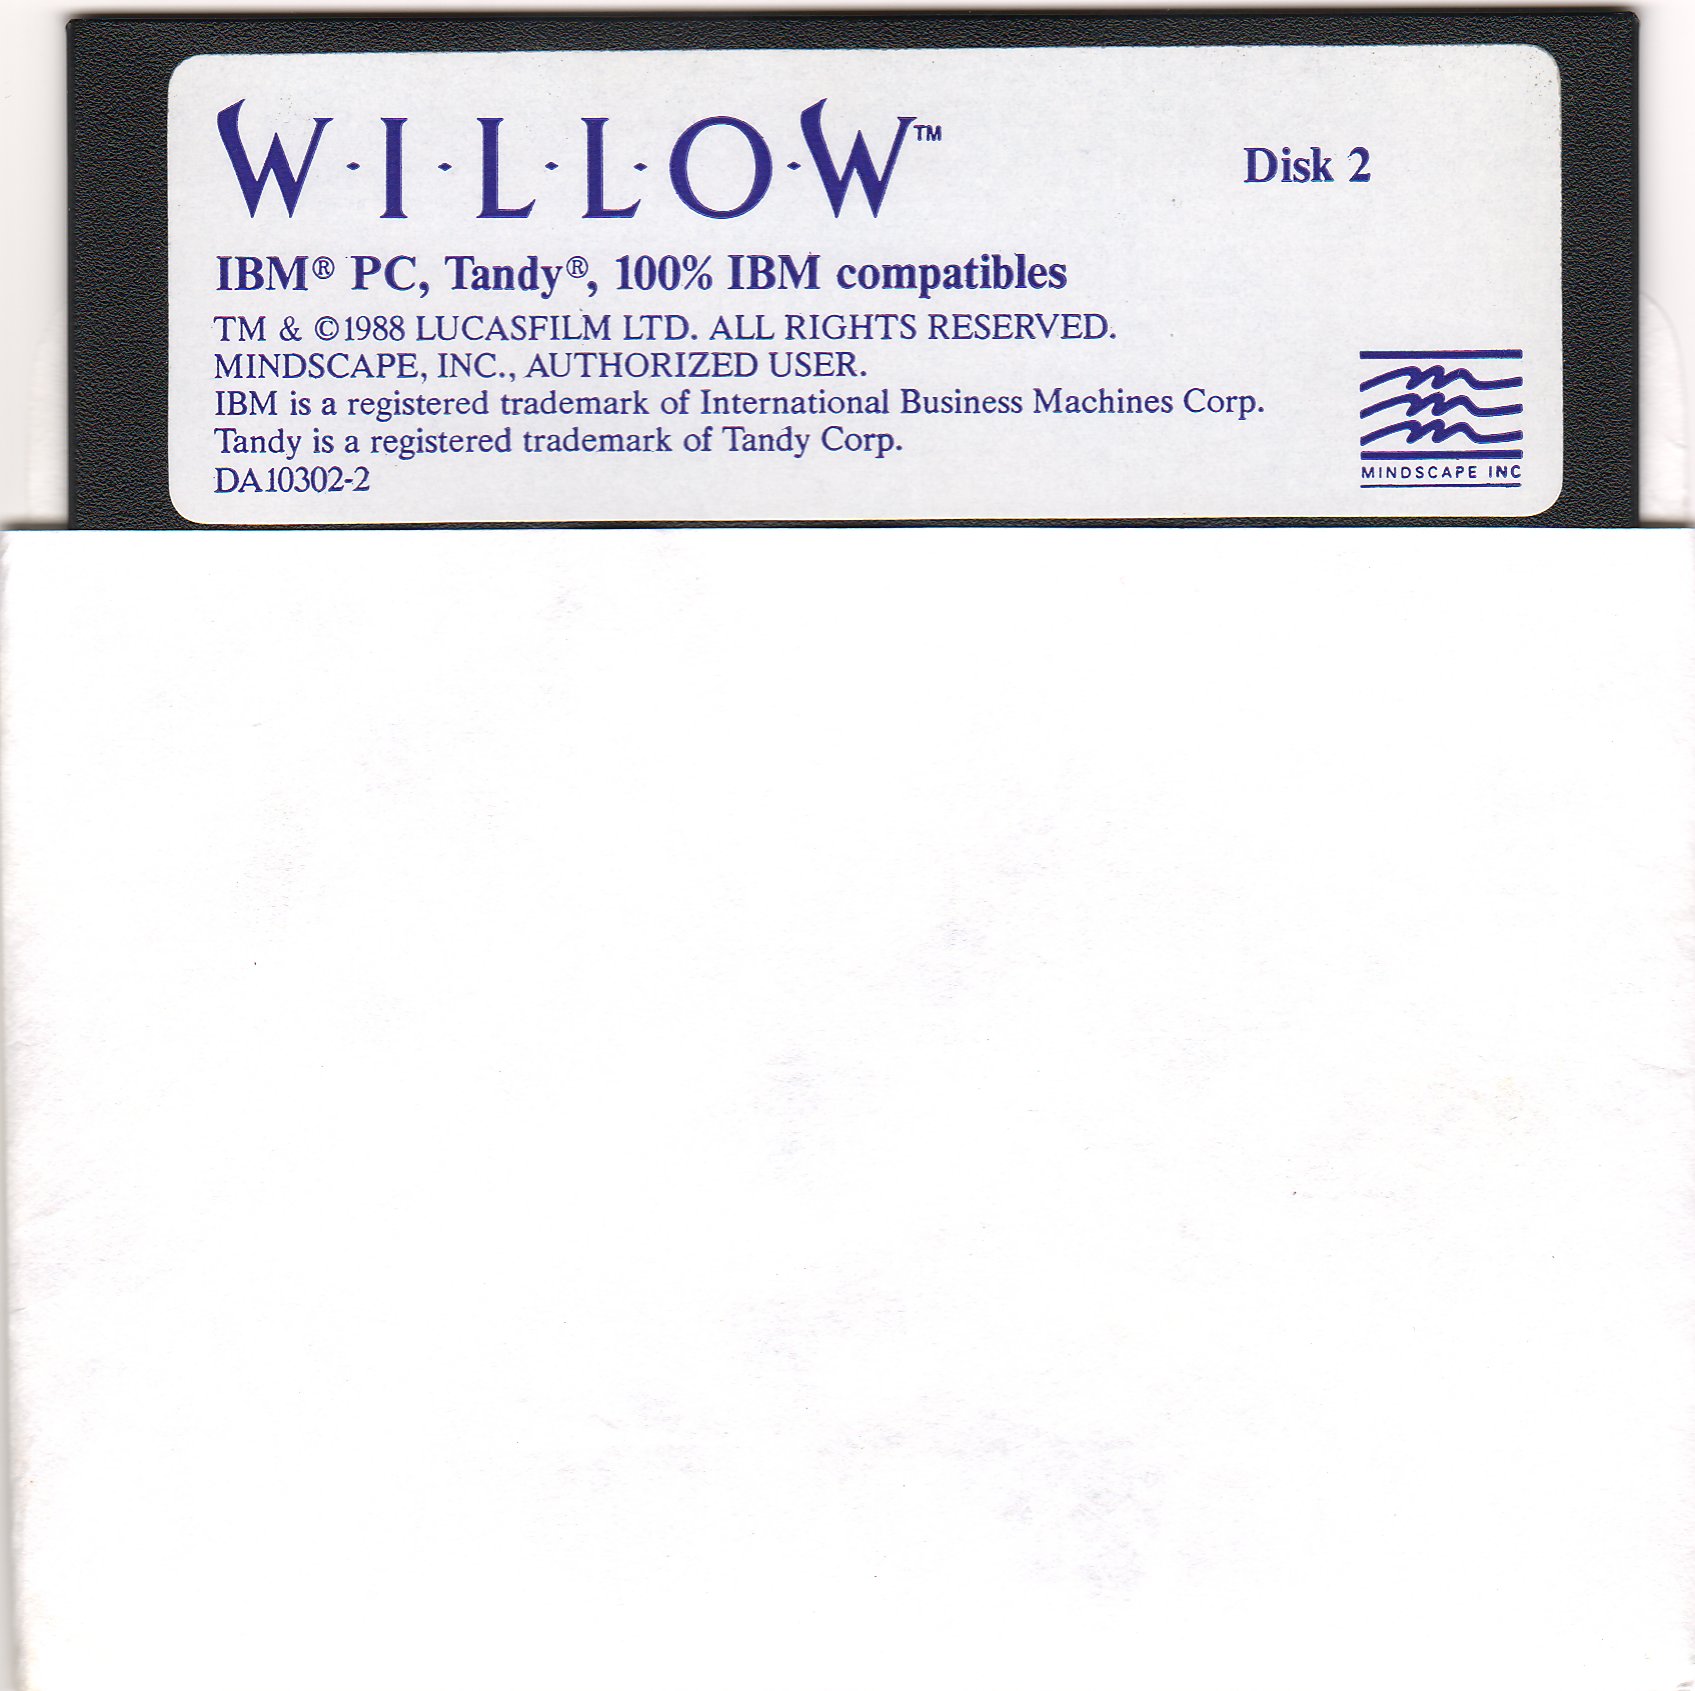 W·I·L·L·O·W™
Disk 2
IBM® PC, Tandy®, 100% IBM compatibles
TM & ©1988 LUCASFILM LTD. ALL RIGHTS RESERVED.
MINDSCAPE, INC., AUTHORIZED USER.
IBM is a registered trademark of International Business Machines Corp.
Tandy is a registered trademark of Tandy Corp.
DA10302-2
MINDSCAPE INC